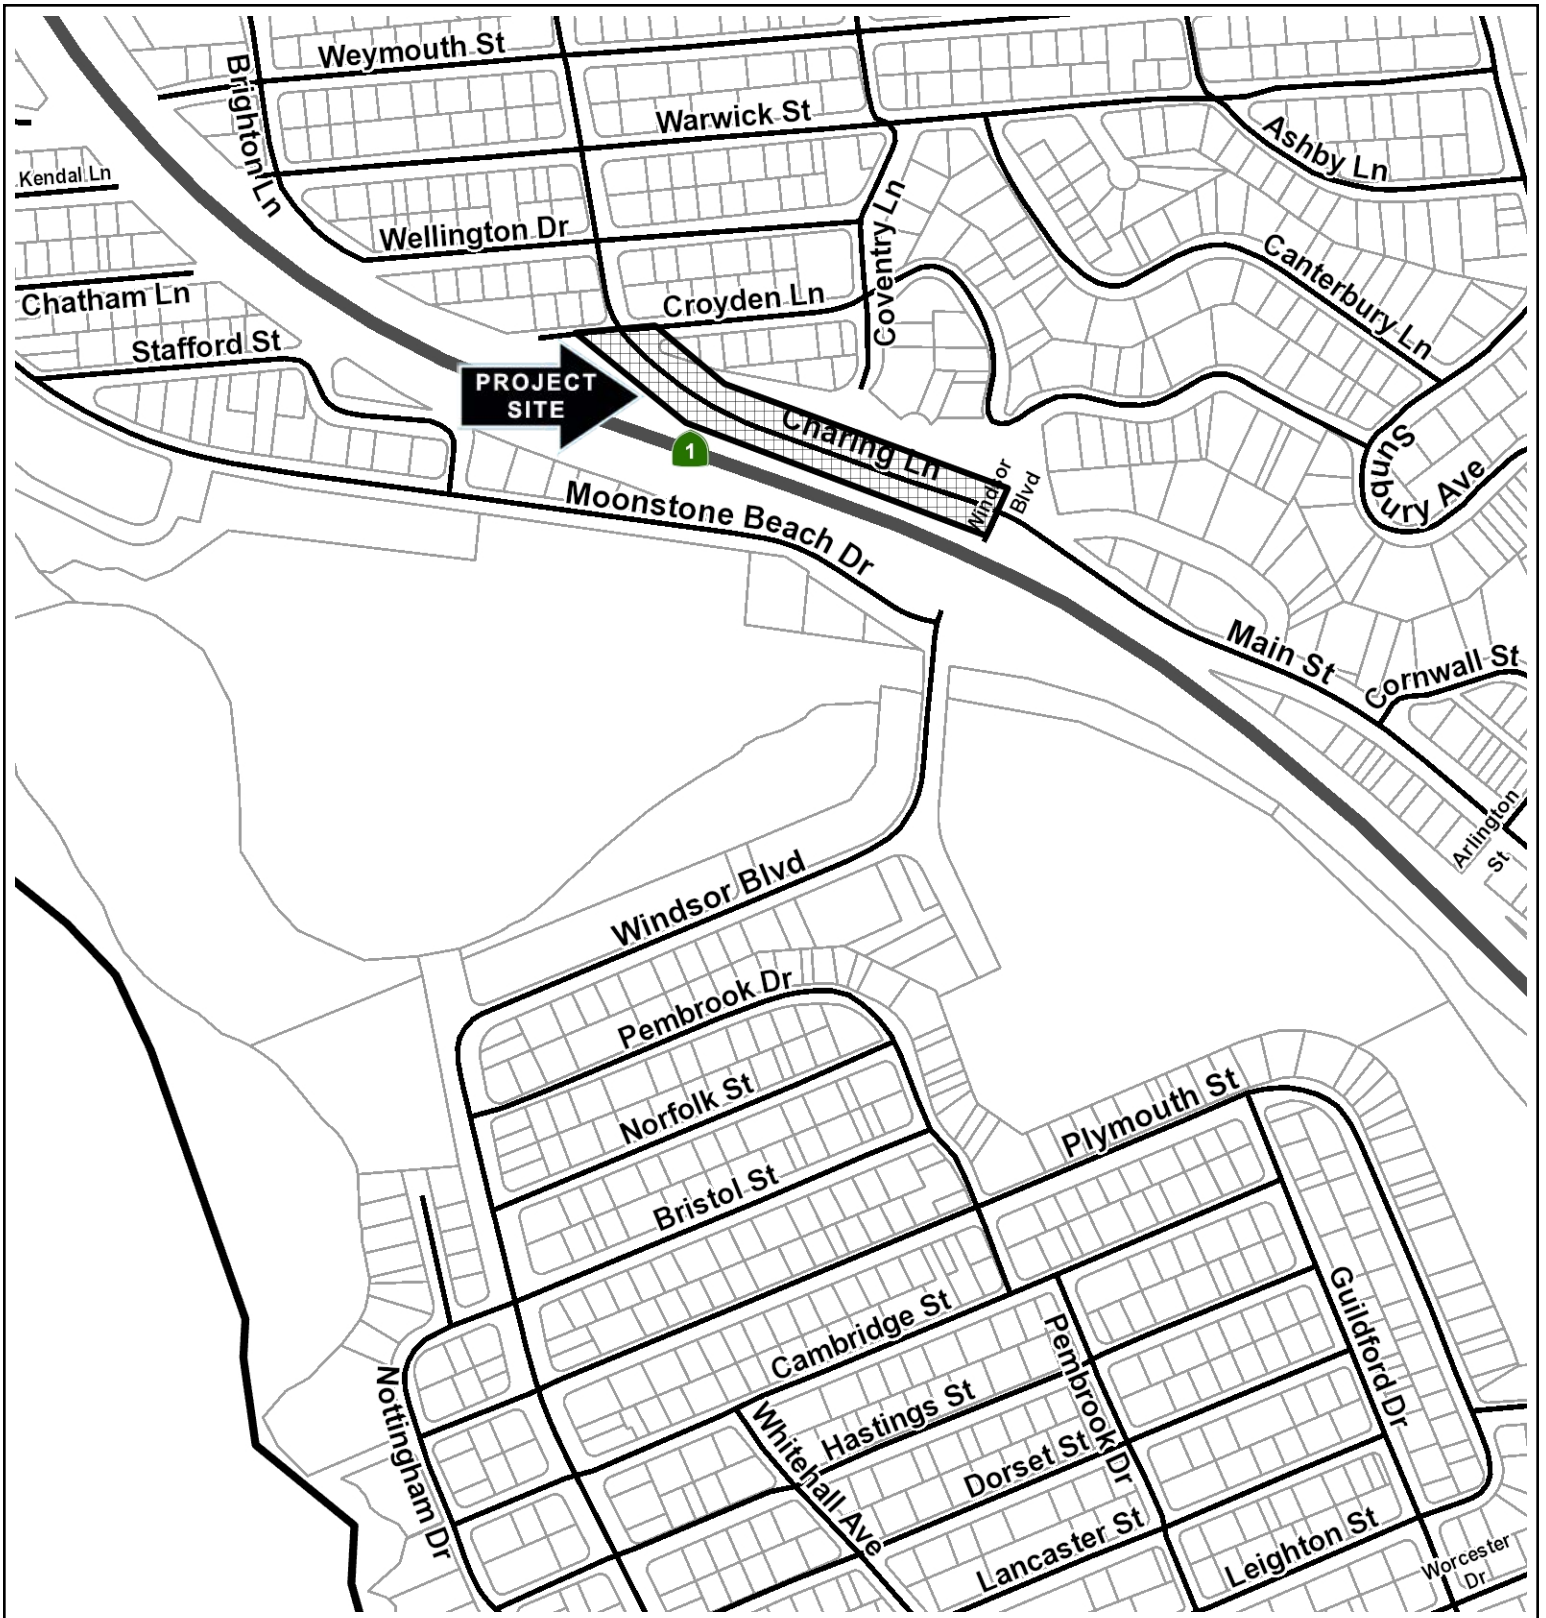 Weymouth St
Brighton Ln
Warwick St
Ashby Ln
Kendal Ln
Wellington Dr
Coventry Ln
Canterbury Ln
Chatham Ln
Croyden Ln
Stafford St
PROJECT
SITE
Charing Ln
1
Windsor
Blvd
Sunbury Ave
Moonstone Beach Dr
Main St
Cornwall St
Arlington
St
Windsor Blvd
Pembrook Dr
Norfolk St
Plymouth St
Bristol St
Cambridge St
Guildford Dr
Pembrook Dr
Nottingham Dr
Hastings St
Whitehall Ave
Dorset St
Lancaster St
Leighton St
Worcester
Dr